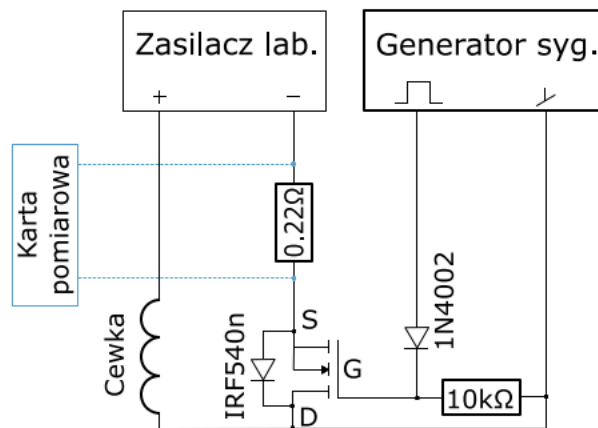 Zasilacz lab.
+ −
Generator syg.
Karta
pomiarowa
0.22Ω
1N4002
Cewka
IRF540n
S
G
D
10kΩ